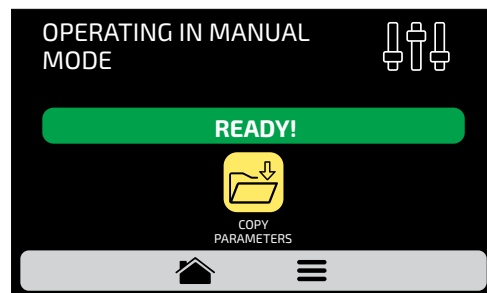 OPERATING IN MANUAL
MODE
READY!
COPY
PARAMETERS